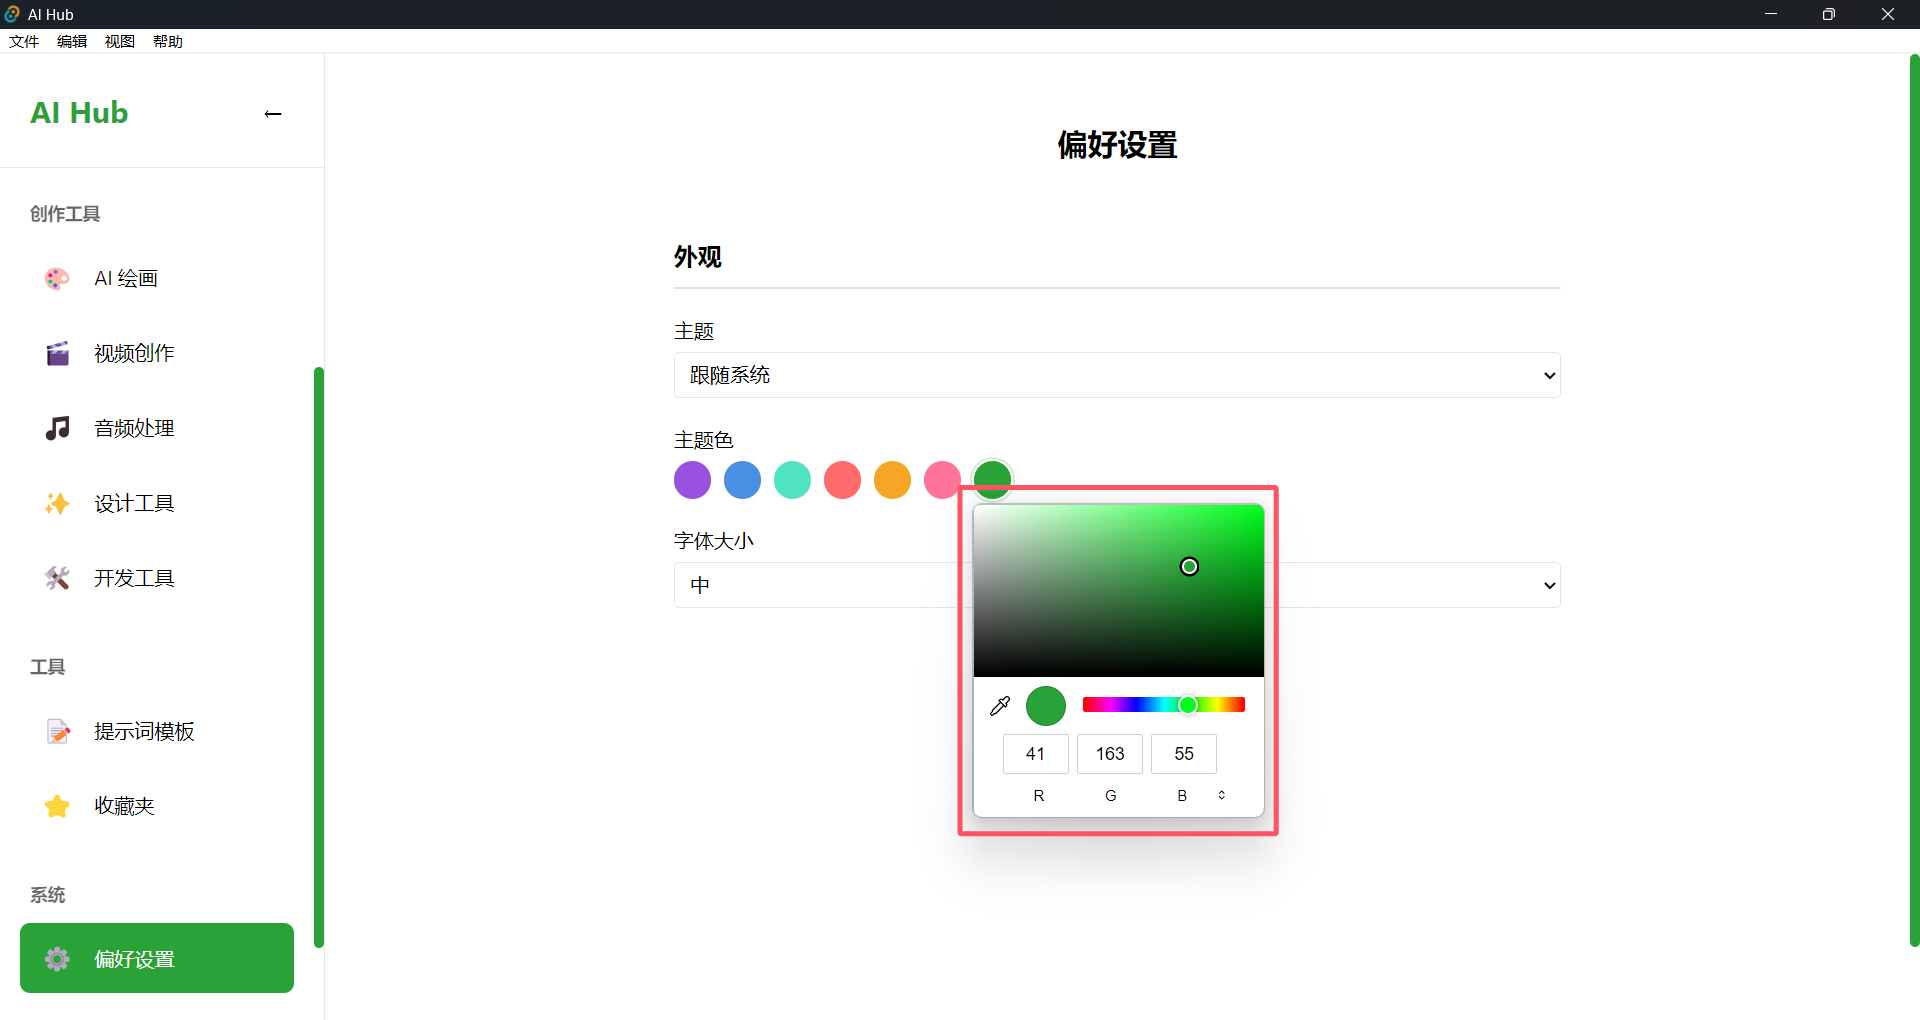 AI Hub
文件 编辑 视图 帮助
AI Hub
←
创作工具
AI 绘画
视频创作
音频处理
设计工具
开发工具
工具
提示词模板
收藏夹
系统
偏好设置
偏好设置
外观
主题
跟随系统
主题色
字体大小
中
41 163 55
R G B